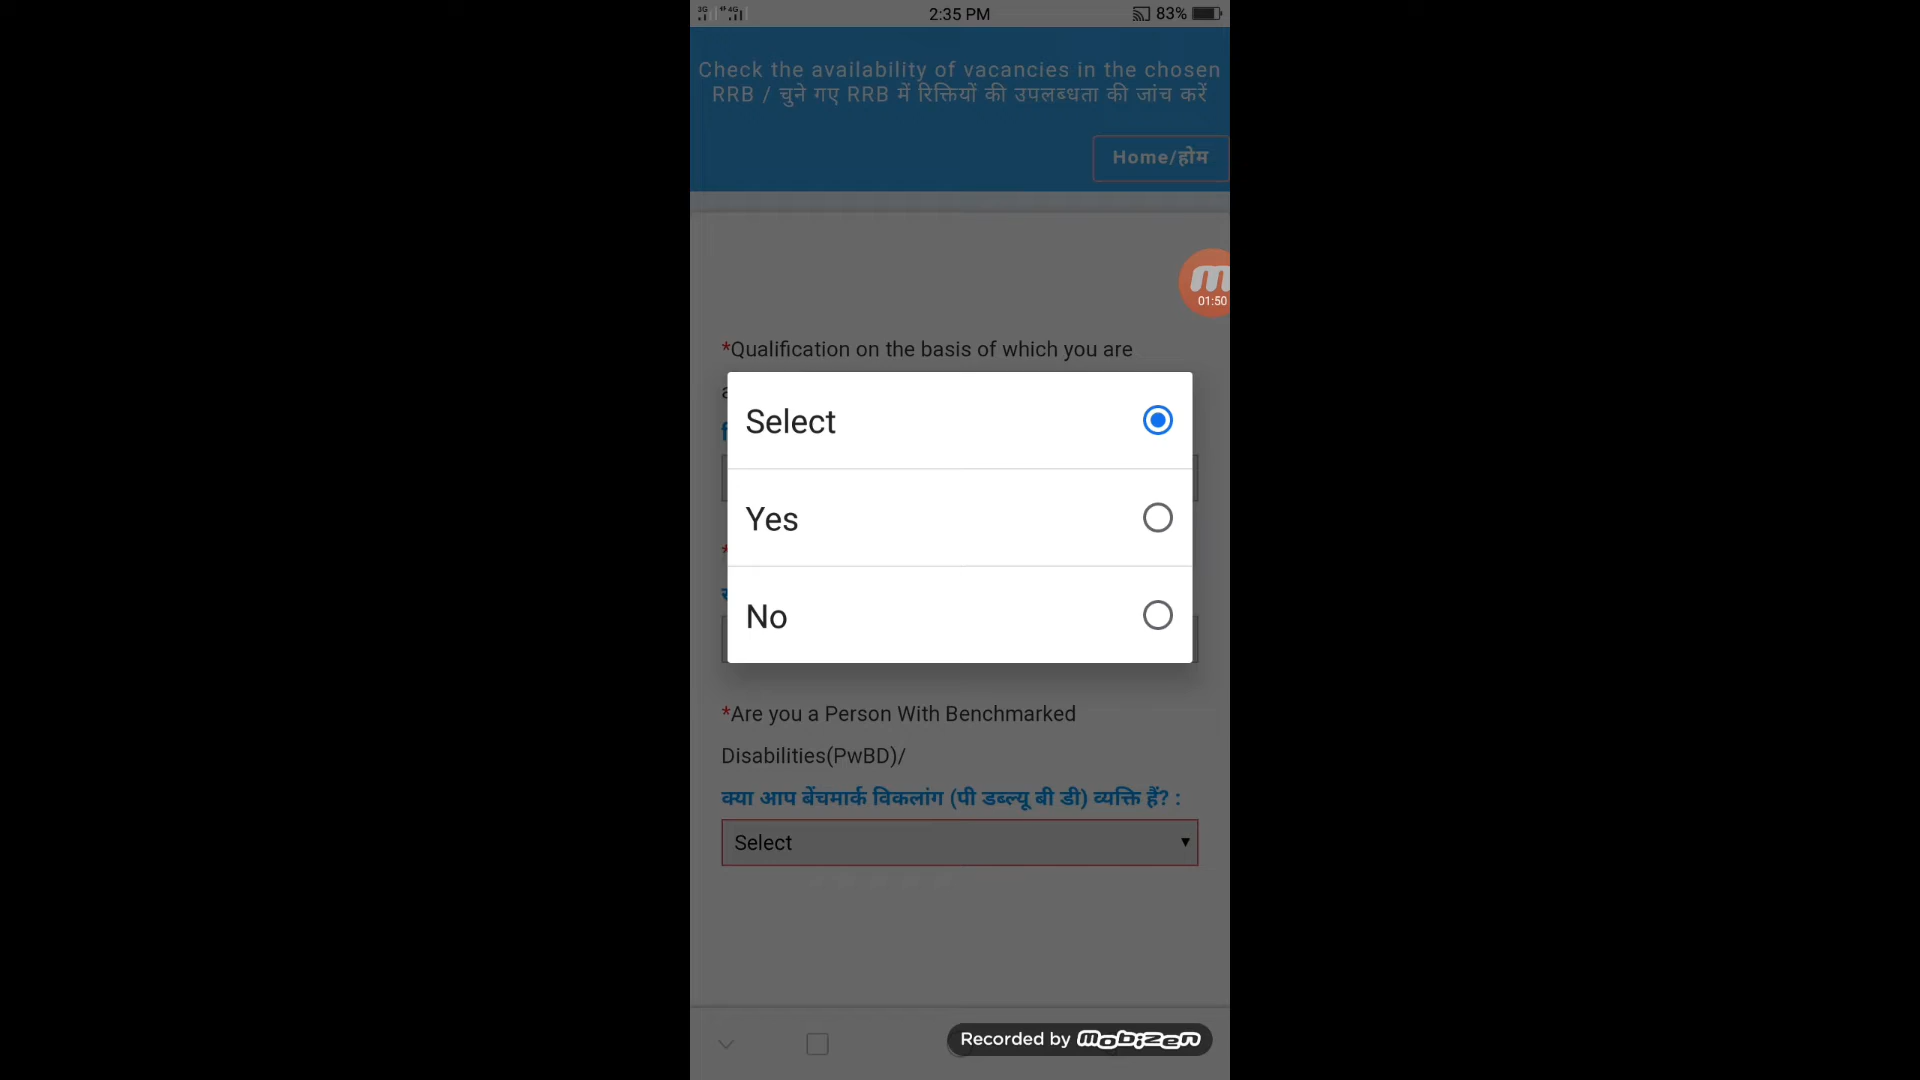 3G 4G 2:35 PM 83%
Check the availability of vacancies in the chosen
RRB / चुने गए RRB में रिक्तियों की उपलब्धता की जांच करें
Home/होम
01:50
*Qualification on the basis of which you are
Select
Yes
No
*Are you a Person With Benchmarked
Disabilities(PwBD)/
क्या आप बेंचमार्क विकलांग (पी डब्ल्यू बी डी) व्यक्ति हैं? :
Select
Recorded by mobizen